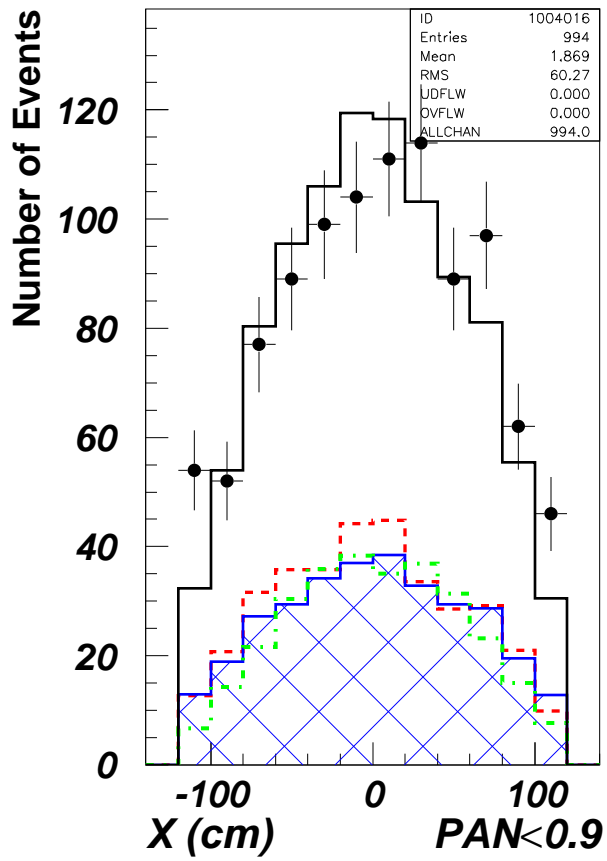 ID 1004016
Entries 994
Mean 1.869
RMS 60.27
UDFLW 0.000
OVFLW 0.000
ALLCHAN 994.0
Number of Events
120
100
80
60
40
20
0
-100 0 100
X (cm) PAN<0.9